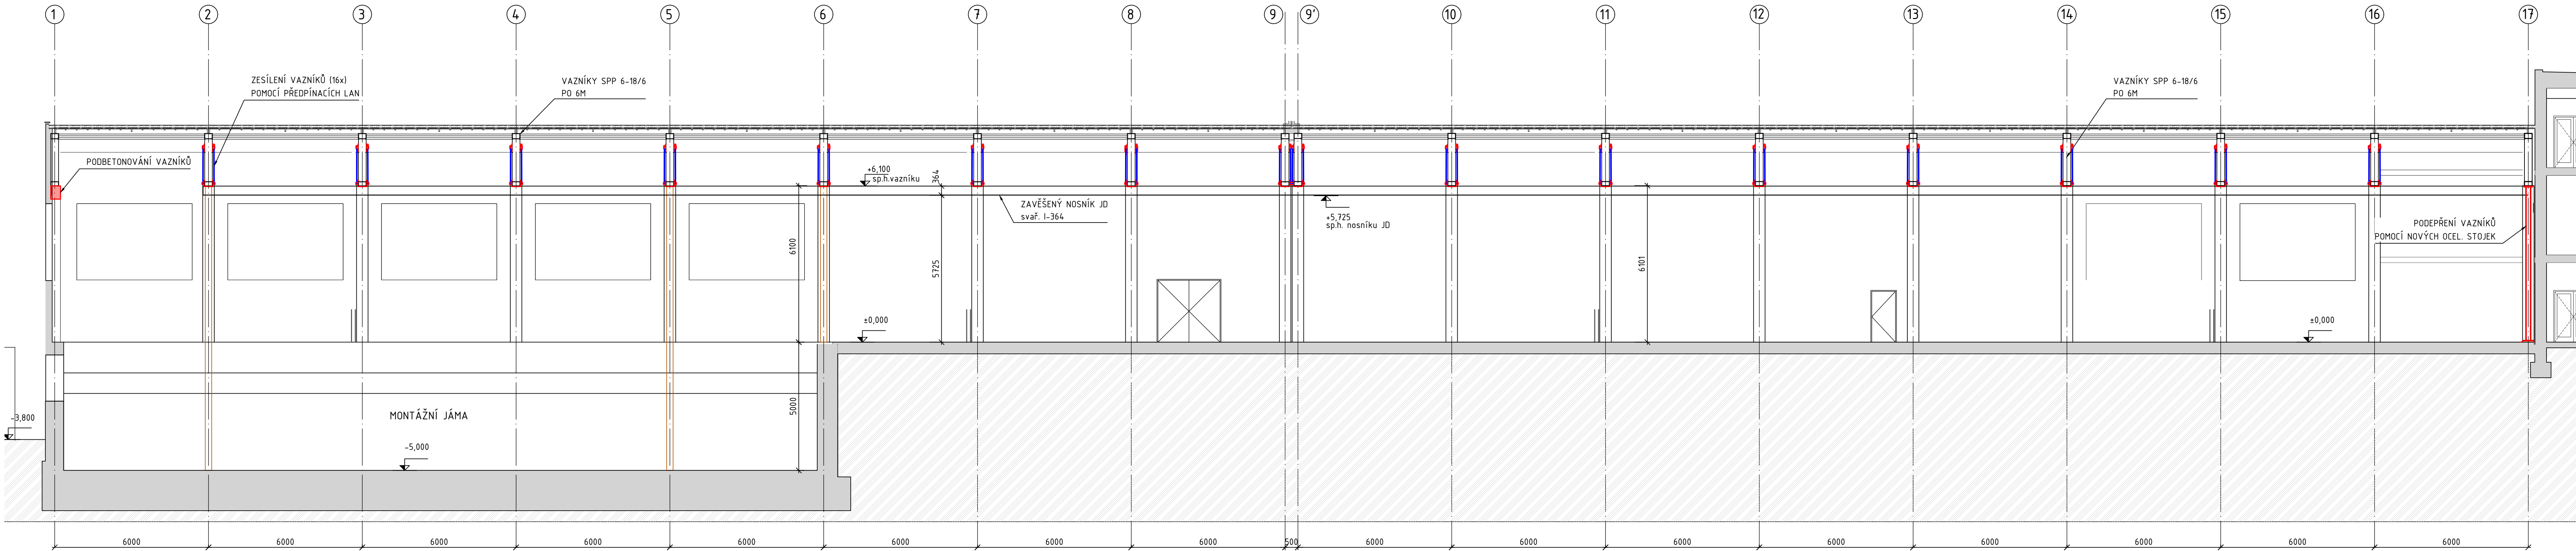 1 2 3 4 5 6 7 8 9 9' 10 11 12 13 14 15 16 17
ZESÍLENÍ VAZNÍKŮ (16x)
POMOCÍ PŘEDPÍNACÍCH LAN
VAZNÍKY SPP 6-18/6
PO 6M
VAZNÍKY SPP 6-18/6
PO 6M
PODBETONOVÁNÍ VAZNÍKŮ
+6,100
sp.h.vazníku
364
ZAVĚŠENÝ NOSNÍK JD
svař. I-364
+5,725
sp.h. nosníku JD
PODEPŘENÍ VAZNÍKŮ
POMOCÍ NOVÝCH OCEL. STOJEK
6100
5725
6101
±0,000
±0,000
-3,800
MONTÁŽNÍ JÁMA
5000
-5,000
6000 6000 6000 6000 6000 6000 6000 6000 500 6000 6000 6000 6000 6000 6000 6000 6000